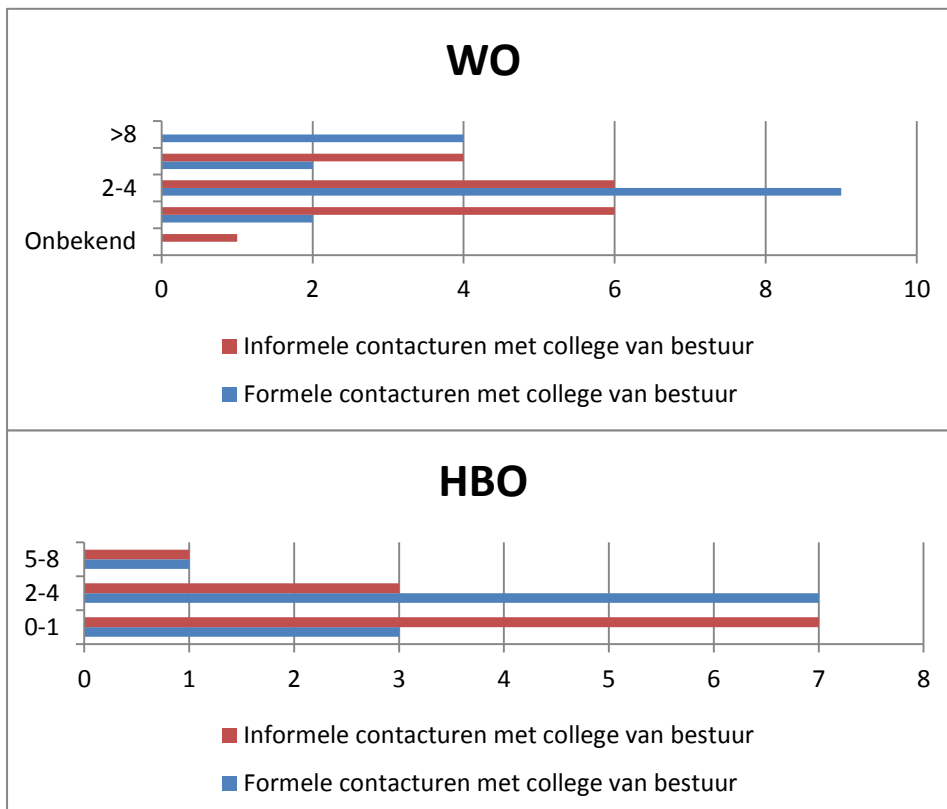 WO
>8
2-4
Onbekend
0 2 4 6 8 10
Informele contacturen met college van bestuur
Formele contacturen met college van bestuur
HBO
5-8
2-4
0-1
0 1 2 3 4 5 6 7 8
Informele contacturen met college van bestuur
Formele contacturen met college van bestuur